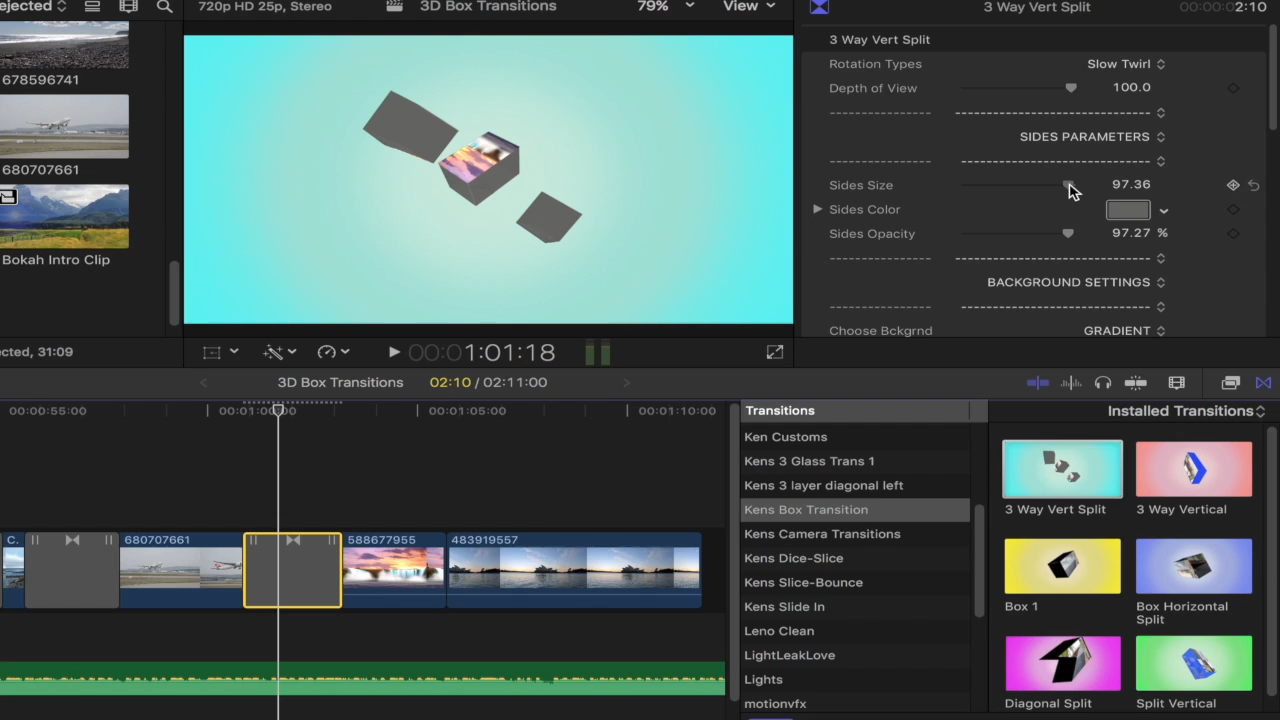 ejected
720p HD 25p, Stereo
3D Box Transitions
79%
View
3 Way Vert Split
00:00:02:10
678596741
680707661
Bokah Intro Clip
cted, 31:09
3 Way Vert Split
Rotation Types
Slow Twirl
Depth of View
100.0
---------------
-----------------------------
SIDES PARAMETERS
---------------
-----------------------------
Sides Size
97.36
Sides Color
Sides Opacity
97.27 %
---------------
-----------------------------
BACKGROUND SETTINGS
---------------
-----------------------------
Choose Bckgrnd
GRADIENT
00:01:01:18
3D Box Transitions
02:10 / 02:11:00
00:00:55:00
00:01:00:00
00:01:05:00
00:01:10:00
C.
680707661
588677955
483919557
Transitions
Ken Customs
Kens 3 Glass Trans 1
Kens 3 layer diagonal left
Kens Box Transition
Kens Camera Transitions
Kens Dice-Slice
Kens Slice-Bounce
Kens Slide In
Leno Clean
LightLeakLove
Lights
motionvfx
Installed Transitions
3 Way Vert Split
3 Way Vertical
Box 1
Box Horizontal
Split
Diagonal Split
Split Vertical